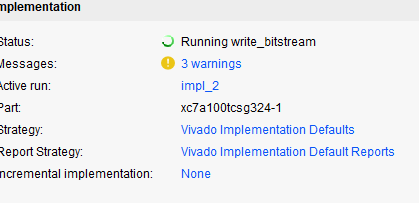 mplementation
Status: Running write_bitstream
Messages: 3 warnings
Active run: impl_2
Part: xc7a100tcsg324-1
Strategy: Vivado Implementation Defaults
Report Strategy: Vivado Implementation Default Reports
ncremental implementation: None